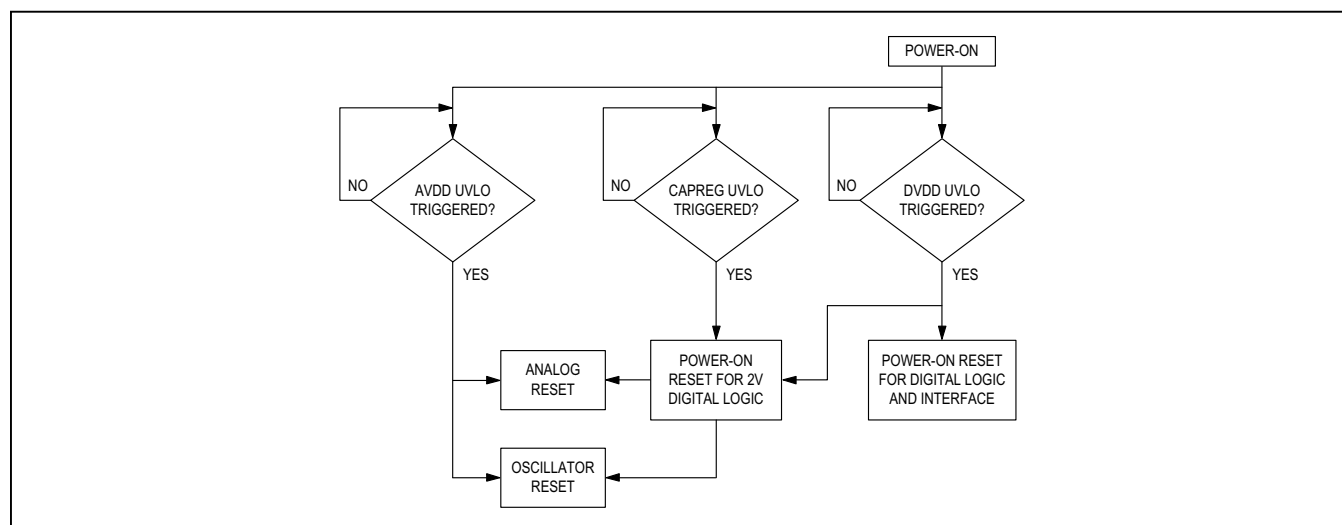 POWER-ON
AVDD UVLO
TRIGGERED?
NO
YES
CAPREG UVLO
TRIGGERED?
NO
YES
DVDD UVLO
TRIGGERED?
NO
YES
ANALOG
RESET
POWER-ON
RESET FOR 2V
DIGITAL LOGIC
POWER-ON RESET
FOR DIGITAL LOGIC
AND INTERFACE
OSCILLATOR
RESET